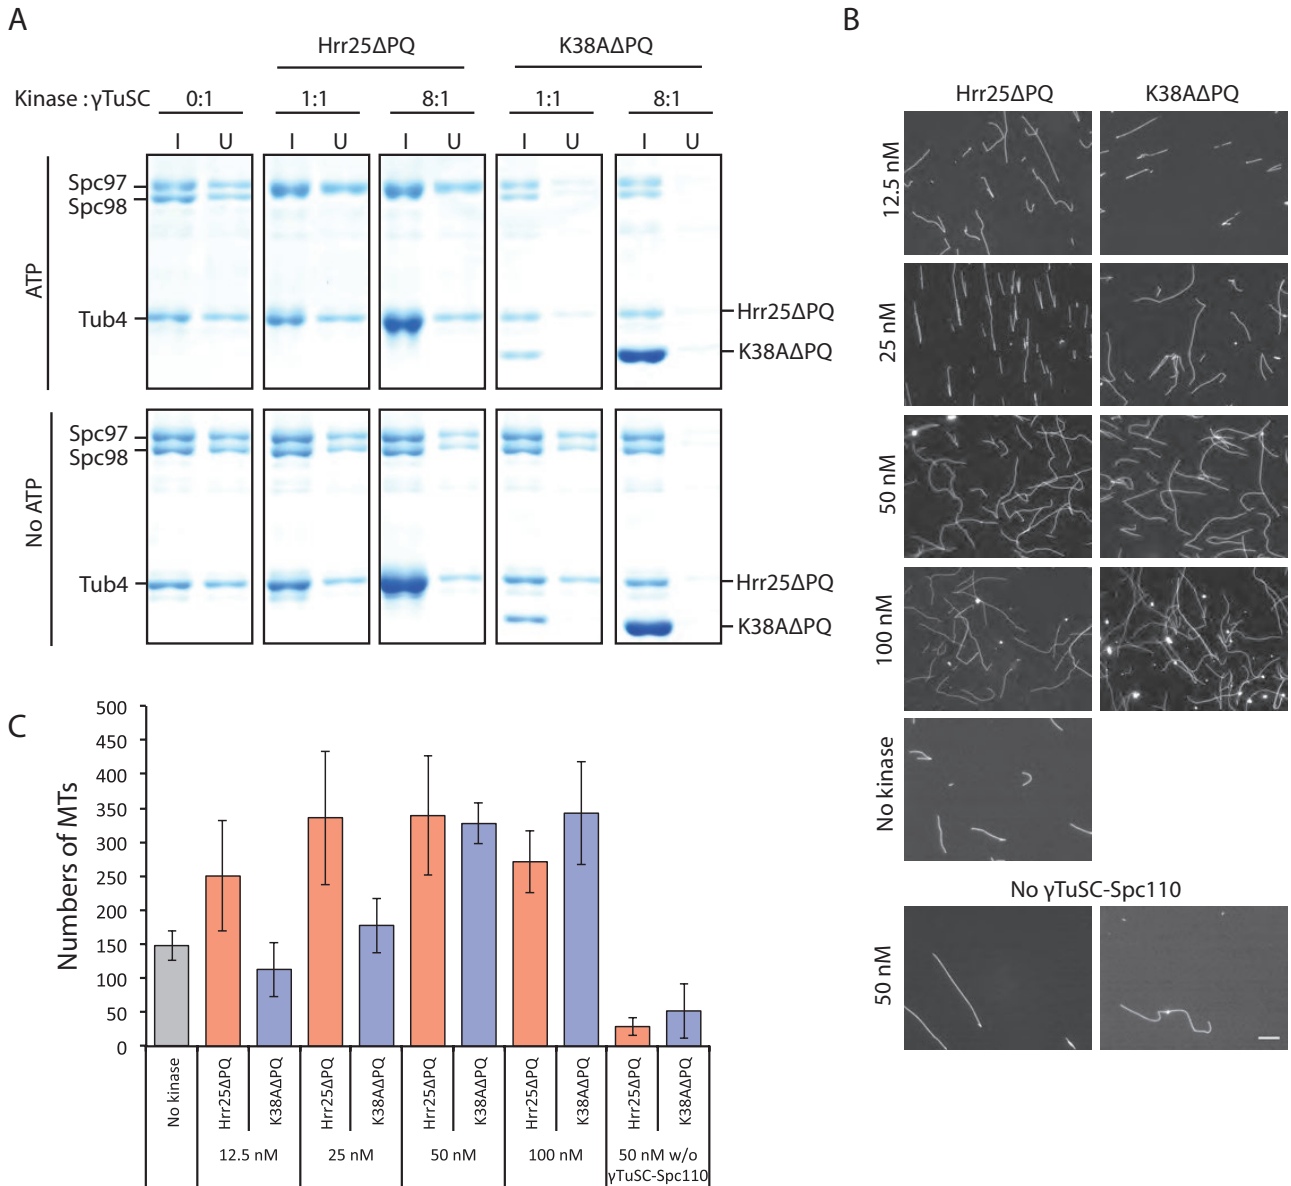 A
Hrr25ΔPQ
K38AΔPQ
Kinase : γTuSC
0:1
1:1
8:1
1:1
8:1
I
U
I
U
I
U
I
U
I
U
ATP
Spc97
Spc98
Tub4
Hrr25ΔPQ
K38AΔPQ
No ATP
Spc97
Spc98
Tub4
Hrr25ΔPQ
K38AΔPQ
B
Hrr25ΔPQ
K38AΔPQ
12.5 nM
25 nM
50 nM
100 nM
No kinase
No γTuSC-Spc110
50 nM
C
Numbers of MTs
500
450
400
350
300
250
200
150
100
50
0
No kinase
Hrr25ΔPQ
K38AΔPQ
Hrr25ΔPQ
K38AΔPQ
Hrr25ΔPQ
K38AΔPQ
Hrr25ΔPQ
K38AΔPQ
Hrr25ΔPQ
K38AΔPQ
12.5 nM
25 nM
50 nM
100 nM
50 nM w/o
γTuSC-Spc110